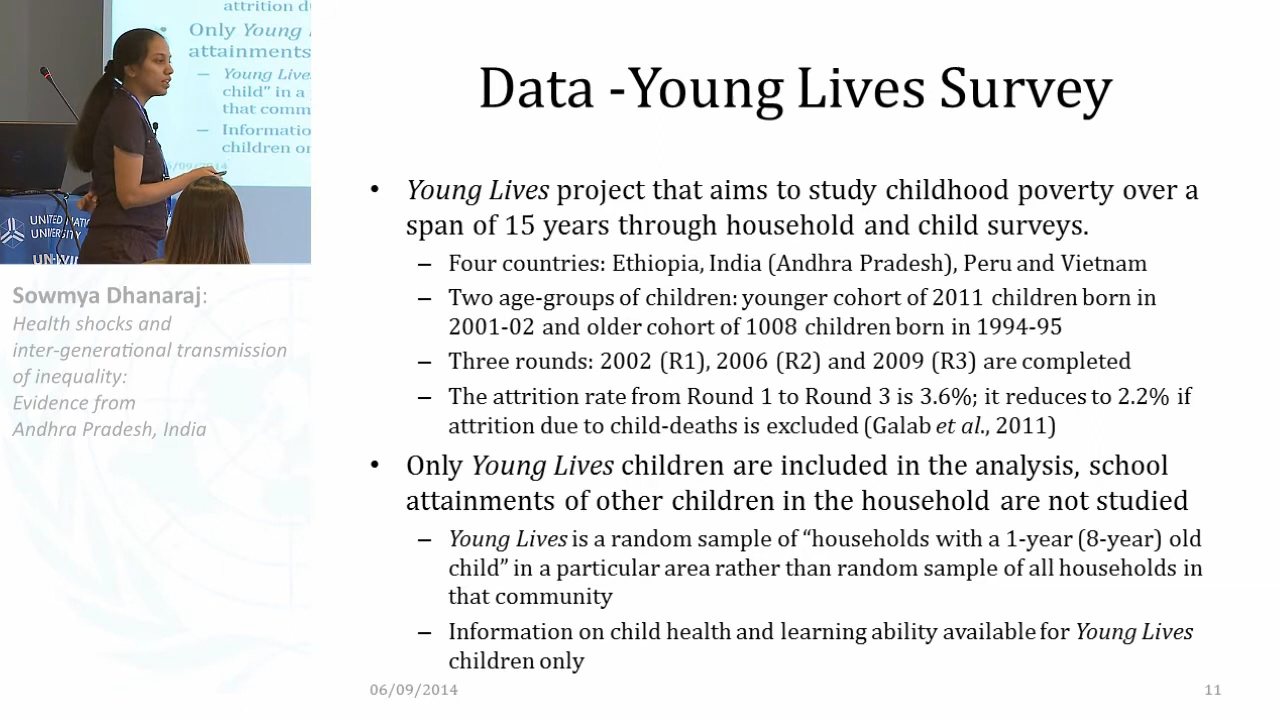 attrition d
Only Young
attainments
– Young Live
child” in a
that comm
– Informatio
children or
06/09/2014
UNITED NATI
UNIVERSITY
UN-WI
Sowmya Dhanaraj:
Health shocks and
inter-generational transmission
of inequality:
Evidence from
Andhra Pradesh, India
Data -Young Lives Survey
• Young Lives project that aims to study childhood poverty over a
span of 15 years through household and child surveys.
– Four countries: Ethiopia, India (Andhra Pradesh), Peru and Vietnam
– Two age-groups of children: younger cohort of 2011 children born in
2001-02 and older cohort of 1008 children born in 1994-95
– Three rounds: 2002 (R1), 2006 (R2) and 2009 (R3) are completed
– The attrition rate from Round 1 to Round 3 is 3.6%; it reduces to 2.2% if
attrition due to child-deaths is excluded (Galab et al., 2011)
• Only Young Lives children are included in the analysis, school
attainments of other children in the household are not studied
– Young Lives is a random sample of “households with a 1-year (8-year) old
child” in a particular area rather than random sample of all households in
that community
– Information on child health and learning ability available for Young Lives
children only
06/09/2014
11